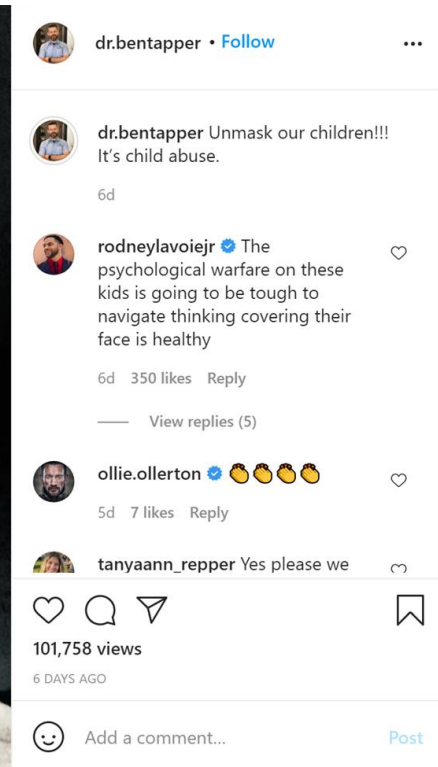 dr.bentapper • Follow
dr.bentapper Unmask our children!!!
It's child abuse.
6d
rodneylavoiejr The
psychological warfare on these
kids is going to be tough to
navigate thinking covering their
face is healthy
6d 350 likes Reply
View replies (5)
ollie.ollerton 👏👏👏👏
5d 7 likes Reply
tanyaann_repper Yes please we
101,758 views
6 DAYS AGO
Add a comment...
Post